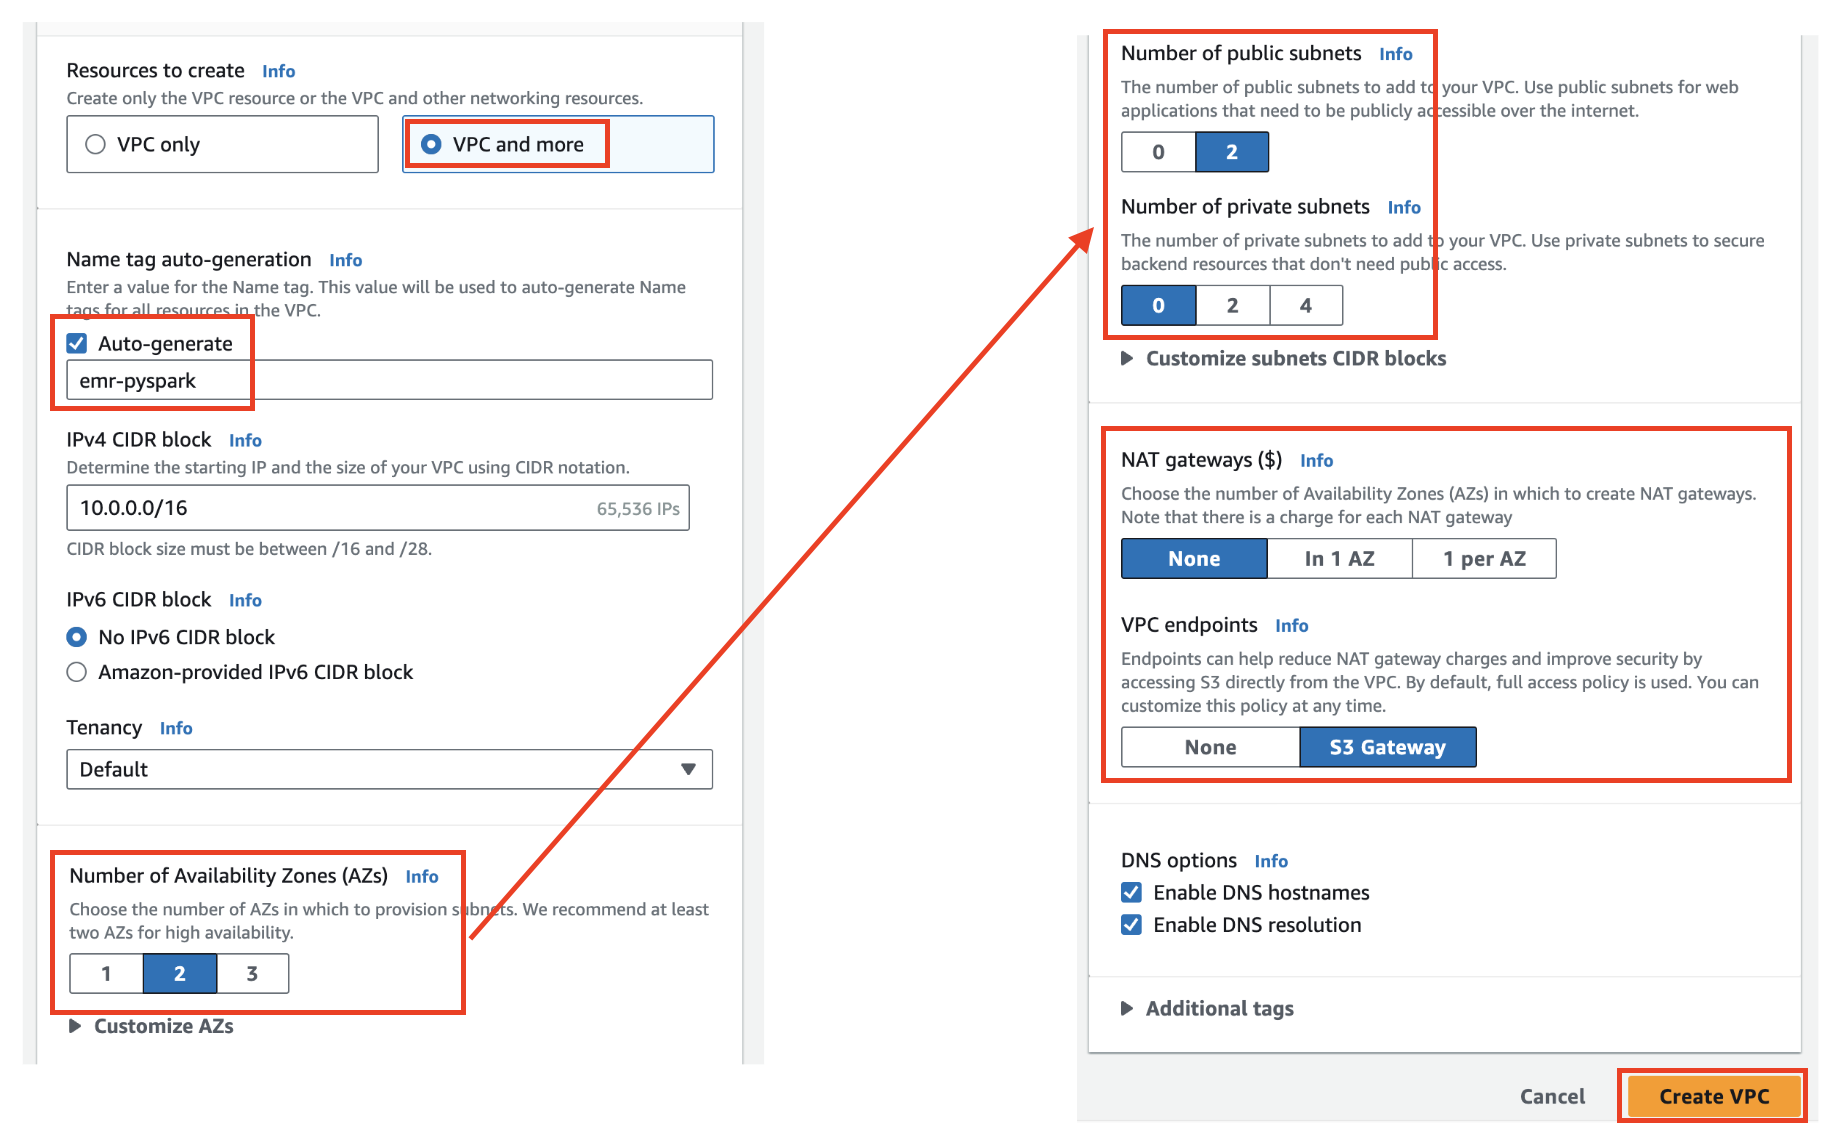 Resources to create Info
Create only the VPC resource or the VPC and other networking resources.
VPC only
VPC and more
Name tag auto-generation Info
Enter a value for the Name tag. This value will be used to auto-generate Name
tags for all resources in the VPC.
Auto-generate
emr-pyspark
IPv4 CIDR block Info
Determine the starting IP and the size of your VPC using CIDR notation.
10.0.0.0/16 65,536 IPs
CIDR block size must be between /16 and /28.
IPv6 CIDR block Info
No IPv6 CIDR block
Amazon-provided IPv6 CIDR block
Tenancy Info
Default
Number of Availability Zones (AZs) Info
Choose the number of AZs in which to provision subnets. We recommend at least
two AZs for high availability.
1 2 3
Customize AZs
Number of public subnets Info
The number of public subnets to add to your VPC. Use public subnets for web
applications that need to be publicly accessible over the internet.
0 2
Number of private subnets Info
The number of private subnets to add to your VPC. Use private subnets to secure
backend resources that don't need public access.
0 2 4
Customize subnets CIDR blocks
NAT gateways ($) Info
Choose the number of Availability Zones (AZs) in which to create NAT gateways.
Note that there is a charge for each NAT gateway
None In 1 AZ 1 per AZ
VPC endpoints Info
Endpoints can help reduce NAT gateway charges and improve security by
accessing S3 directly from the VPC. By default, full access policy is used. You can
customize this policy at any time.
None S3 Gateway
DNS options Info
Enable DNS hostnames
Enable DNS resolution
Additional tags
Cancel Create VPC